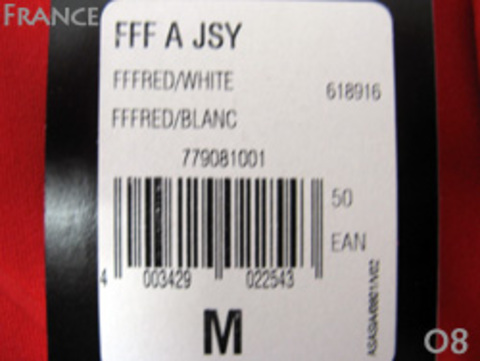 FRANCE
FFF A JSY
FFFRED/WHITE 618916
FFFRED/BLANC
779081001
50
EAN
4 003429 022543
M
08